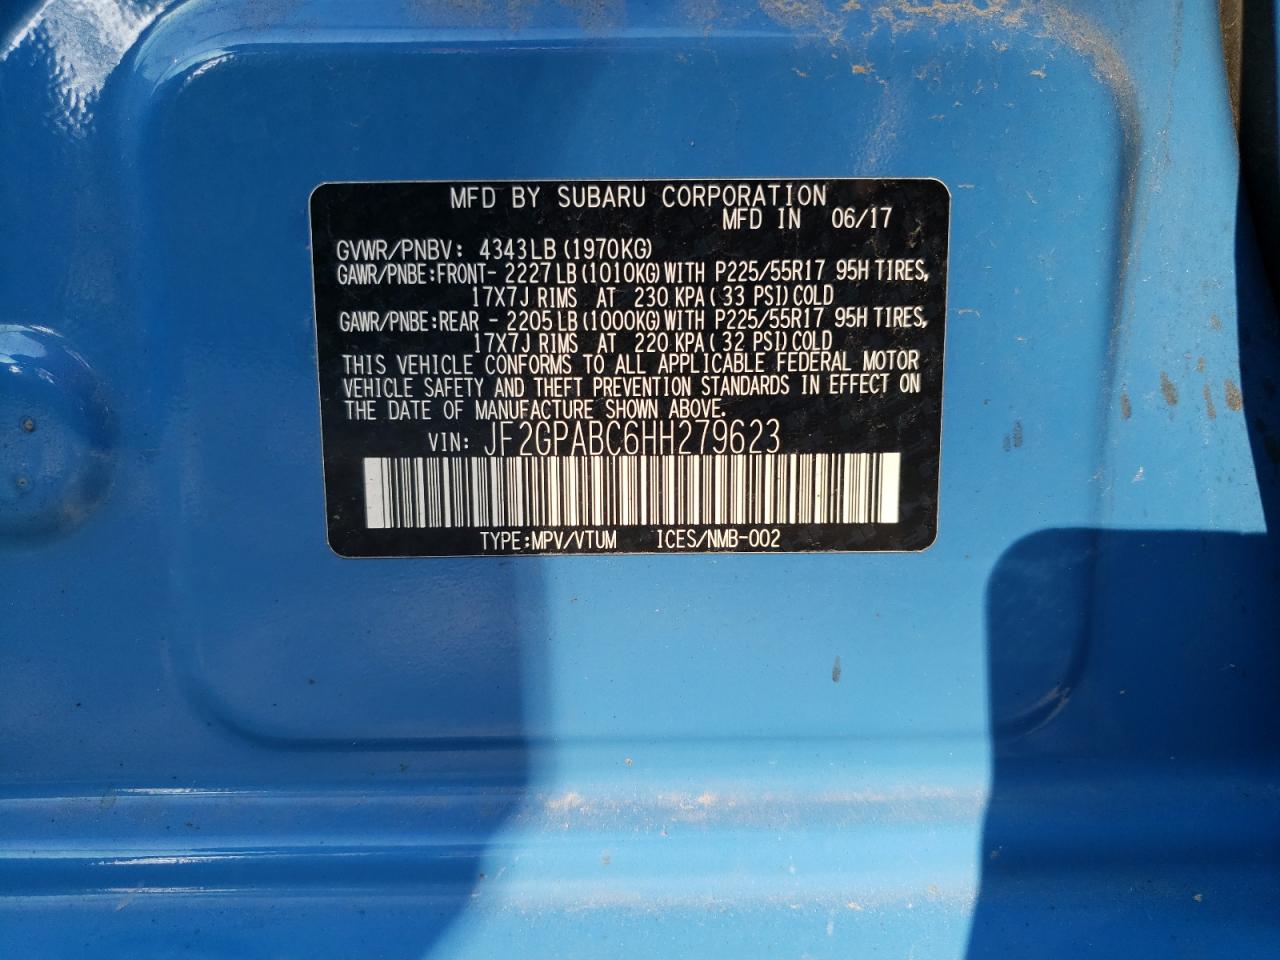 MFD BY SUBARU CORPORATION
MFD IN 06/17
GVWR/PNBV: 4343LB (1970KG)
GAWR/PNBE:FRONT- 2227LB (1010KG) WITH P225/55R17 95H TIRES,
17X7J RIMS AT 230 KPA( 33 PSI)COLD
GAWR/PNBE:REAR - 2205LB (1000KG) WITH P225/55R17 95H TIRES,
17X7J RIMS AT 220 KPA( 32 PSI)COLD
THIS VEHICLE CONFORMS TO ALL APPLICABLE FEDERAL MOTOR
VEHICLE SAFETY AND THEFT PREVENTION STANDARDS IN EFFECT ON
THE DATE OF MANUFACTURE SHOWN ABOVE.
VIN: JF2GPABC6HH279623
TYPE:MPV/VTUM ICES/NMB-002